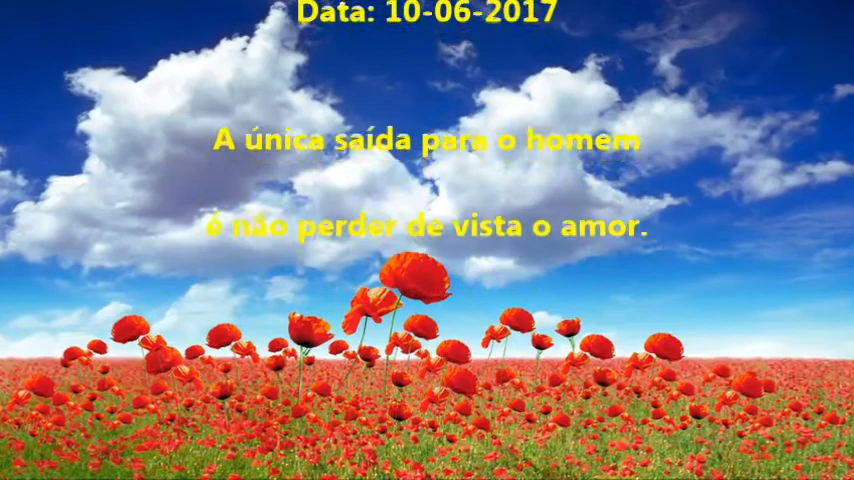 Data: 10-06-2017
A única saída para o homem
é não perder de vista o amor.